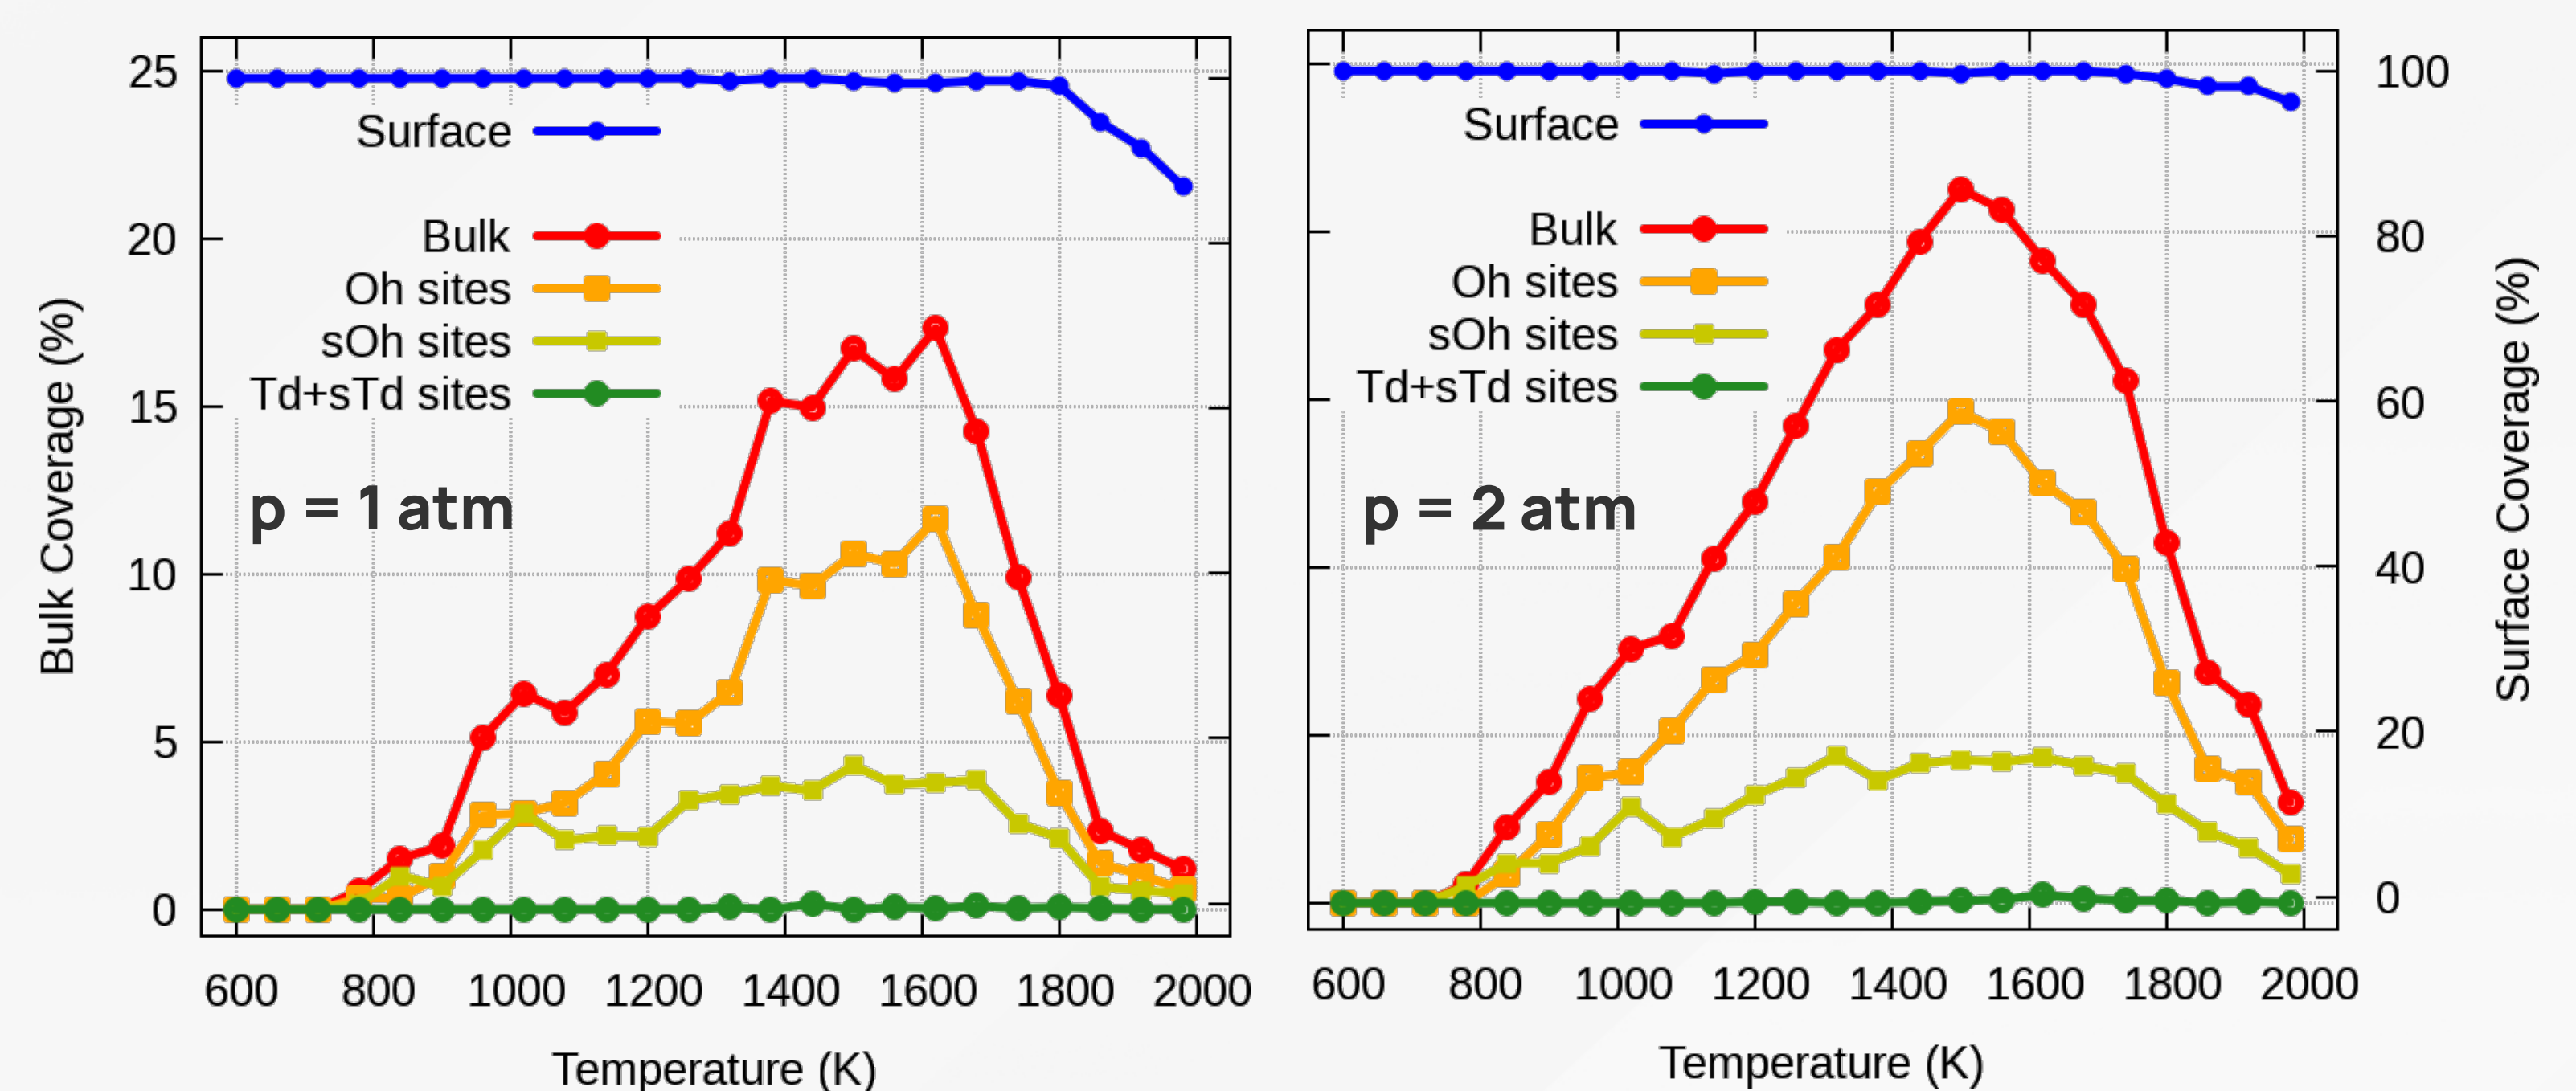 Bulk Coverage (%)
25
20
15
10
5
0
Surface
Bulk
Oh sites
sOh sites
Td+sTd sites
p = 1 atm
600 800 1000 1200 1400 1600 1800 2000
Temperature (K)
Surface
Bulk
Oh sites
sOh sites
Td+sTd sites
p = 2 atm
600 800 1000 1200 1400 1600 1800 2000
Temperature (K)
100
80
60
40
20
0
Surface Coverage (%)